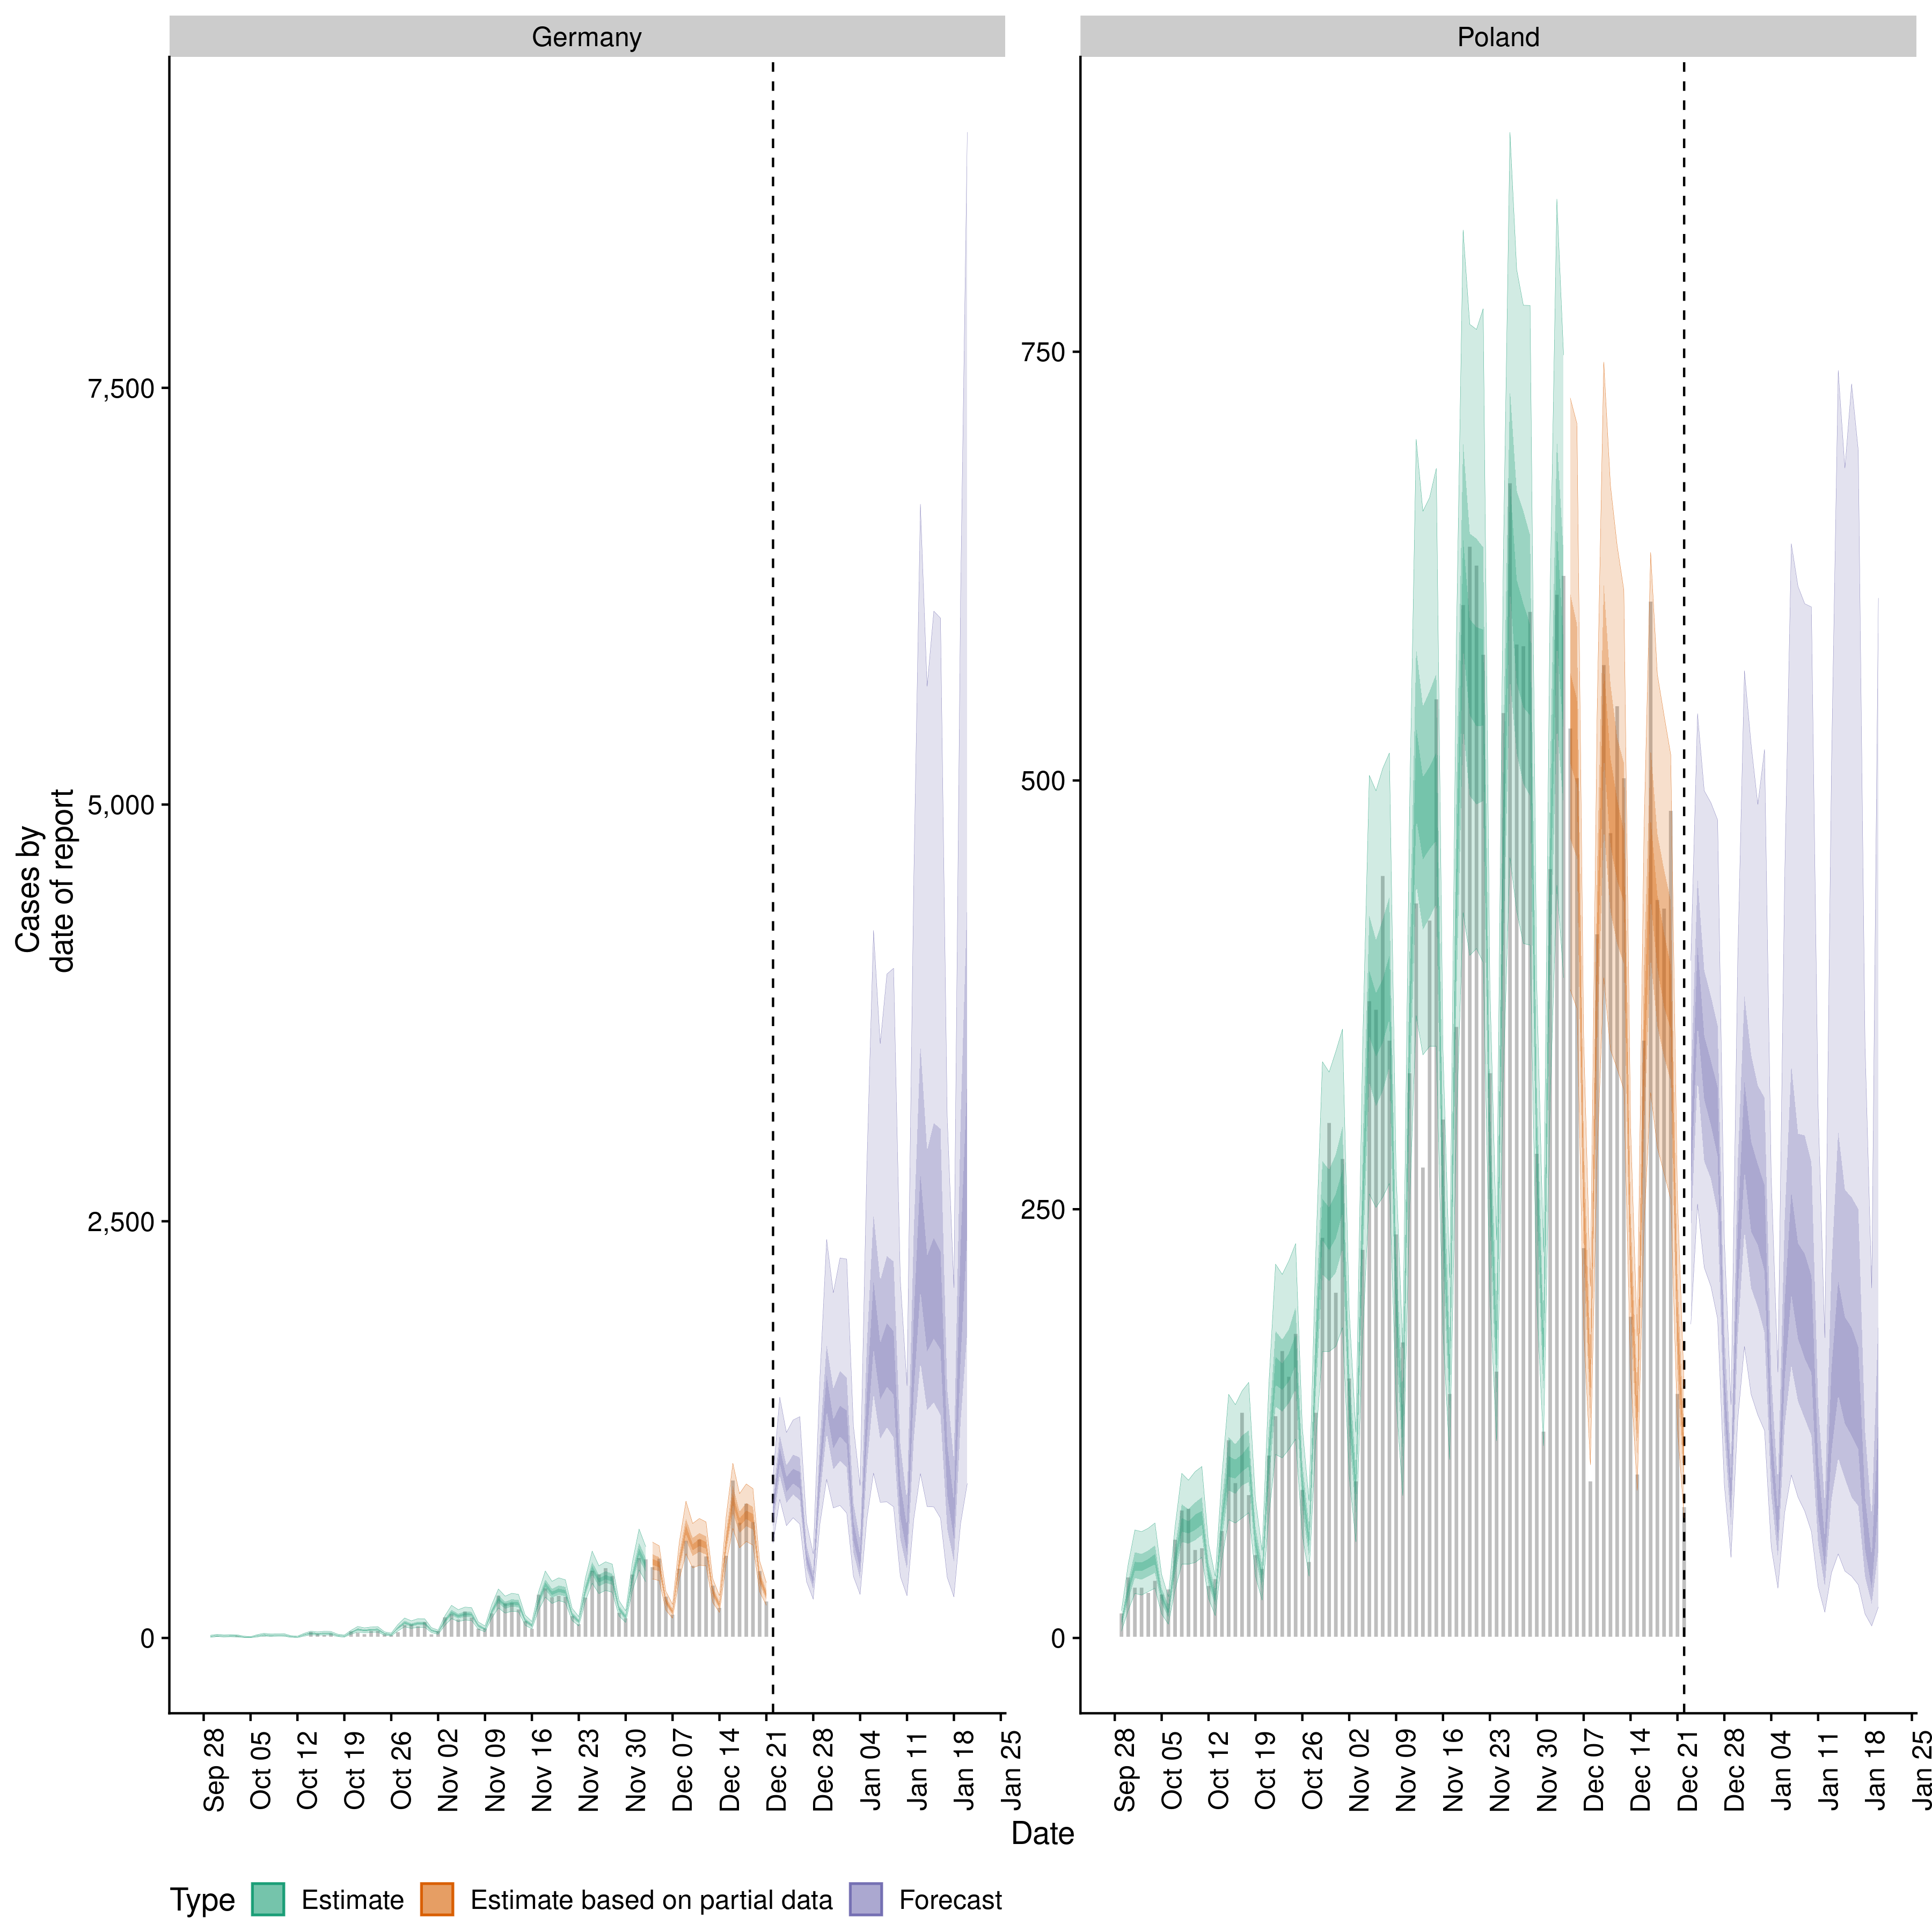 Germany
Poland
Cases by
date of report
7,500
5,000
2,500
0
750
500
250
0
Sep 28
Oct 05
Oct 12
Oct 19
Oct 26
Nov 02
Nov 09
Nov 16
Nov 23
Nov 30
Dec 07
Dec 14
Dec 21
Dec 28
Jan 04
Jan 11
Jan 18
Jan 25
Sep 28
Oct 05
Oct 12
Oct 19
Oct 26
Nov 02
Nov 09
Nov 16
Nov 23
Nov 30
Dec 07
Dec 14
Dec 21
Dec 28
Jan 04
Jan 11
Jan 18
Jan 25
Date
Type Estimate Estimate based on partial data Forecast